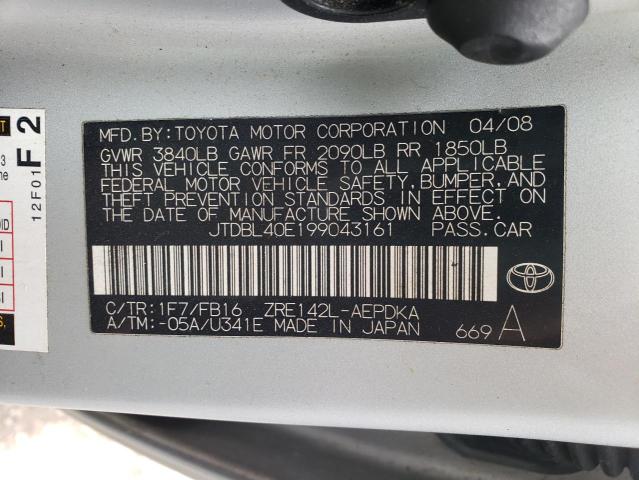 MFD. BY: TOYOTA MOTOR CORPORATION 04/08
GVWR 3840LB GAWR FR 2090LB RR 1850LB
THIS VEHICLE CONFORMS TO ALL APPLICABLE
FEDERAL MOTOR VEHICLE SAFETY, BUMPER, AND
THEFT PREVENTION STANDARDS IN EFFECT ON
THE DATE OF MANUFACTURE SHOWN ABOVE.
JTDBL40E199043161 PASS.CAR
C/TR: 1F7/FB16 ZRE142L-AEPDKA
A/TM: -05A/U341E MADE IN JAPAN 669 A
F 2
12F01